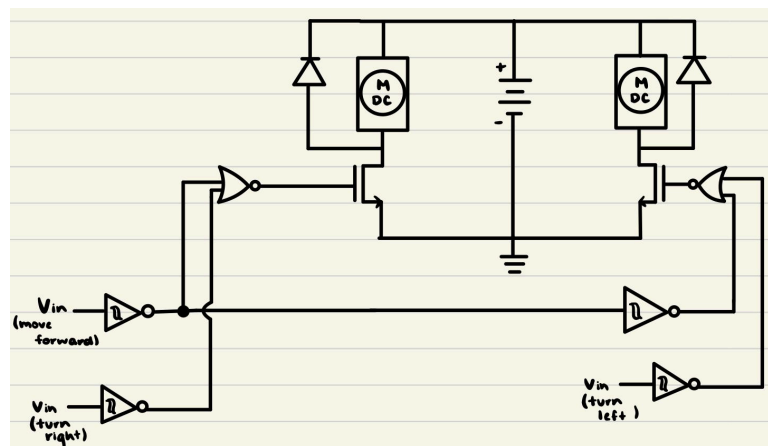 M
DC
M
DC
+
-
Vin
(move
forward)
Vin
(turn
left)
Vin
(turn
right)